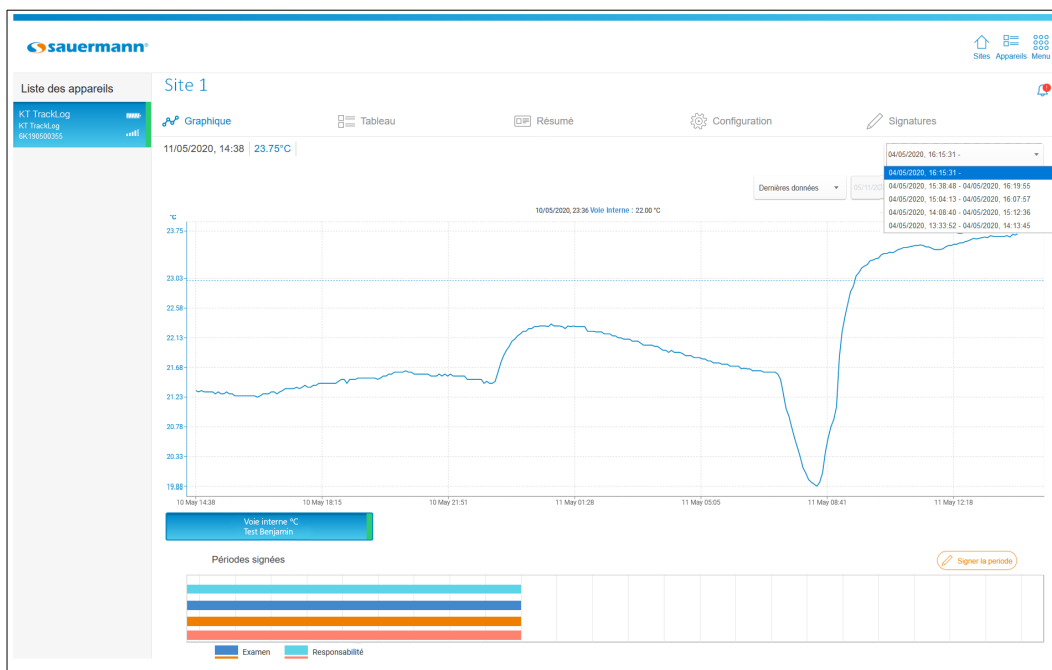 sauermann®
Sites Appareils Menu
Liste des appareils
Site 1
KT TrackLog
KT TrackLog
6K190500355
Graphique
Tableau
Résumé
Configuration
Signatures
11/05/2020, 14:38 23.75°C
04/05/2020, 16:15:31 -
04/05/2020, 16:15:31 -
04/05/2020, 15:38:48 - 04/05/2020, 16:19:55
04/05/2020, 15:04:13 - 04/05/2020, 16:07:57
04/05/2020, 14:08:40 - 04/05/2020, 15:12:36
04/05/2020, 13:33:52 - 04/05/2020, 14:13:45
Dernières données
10/05/2020, 23:36 Voie Interne : 22.00 °C
°C
23.75
23.03
22.58
22.13
21.68
21.23
20.78
20.33
19.88
10 May 14:38 10 May 18:15 10 May 21:51 11 May 01:28 11 May 05:05 11 May 08:41 11 May 12:18
Voie interne °C
Test Benjamin
Périodes signées
Signer la periode
Examen Responsabilité